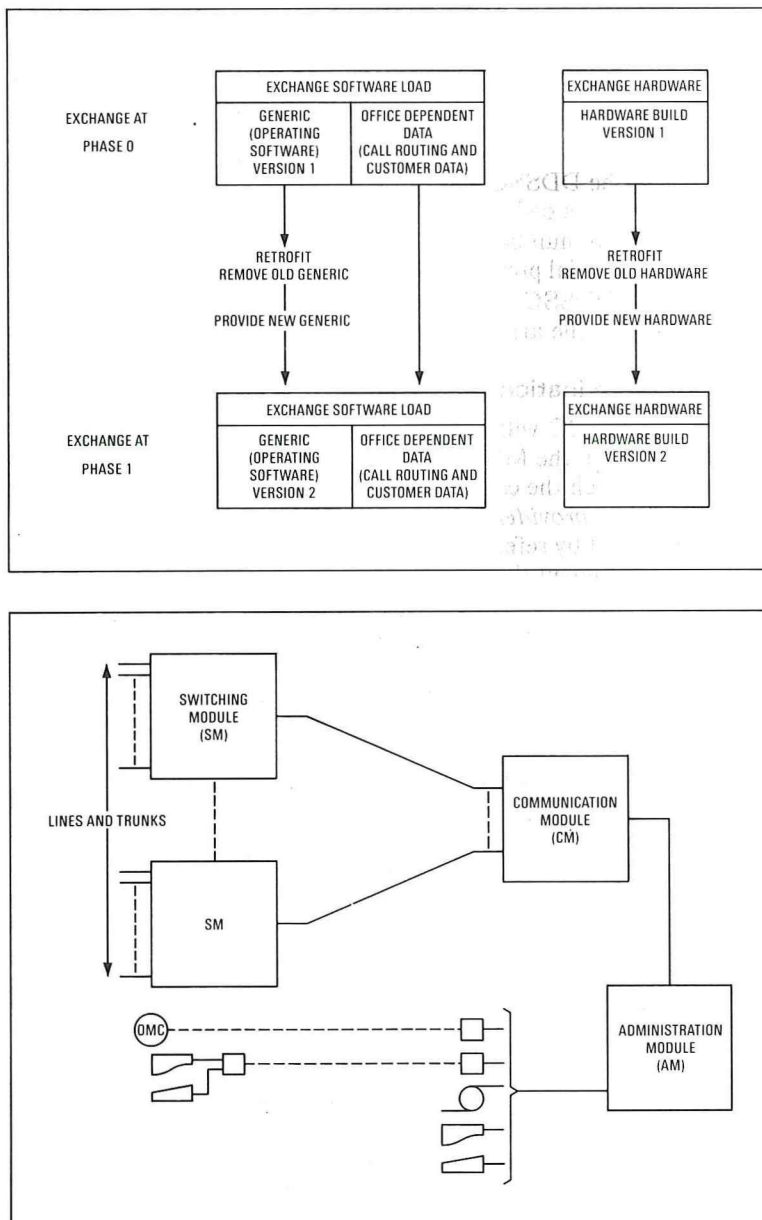 EXCHANGE SOFTWARE LOAD
EXCHANGE HARDWARE
EXCHANGE AT
PHASE 0
GENERIC
(OPERATING
SOFTWARE)
VERSION 1
OFFICE DEPENDENT
DATA
(CALL ROUTING AND
CUSTOMER DATA)
HARDWARE BUILD
VERSION 1
RETROFIT
REMOVE OLD GENERIC
PROVIDE NEW GENERIC
RETROFIT
REMOVE OLD HARDWARE
PROVIDE NEW HARDWARE
EXCHANGE SOFTWARE LOAD
EXCHANGE HARDWARE
EXCHANGE AT
PHASE 1
GENERIC
(OPERATING
SOFTWARE)
VERSION 2
OFFICE DEPENDENT
DATA
(CALL ROUTING AND
CUSTOMER DATA)
HARDWARE BUILD
VERSION 2
SWITCHING
MODULE
(SM)
LINES AND TRUNKS
COMMUNICATION
MODULE
(CM)
SM
OMC
ADMINISTRATION
MODULE
(AM)